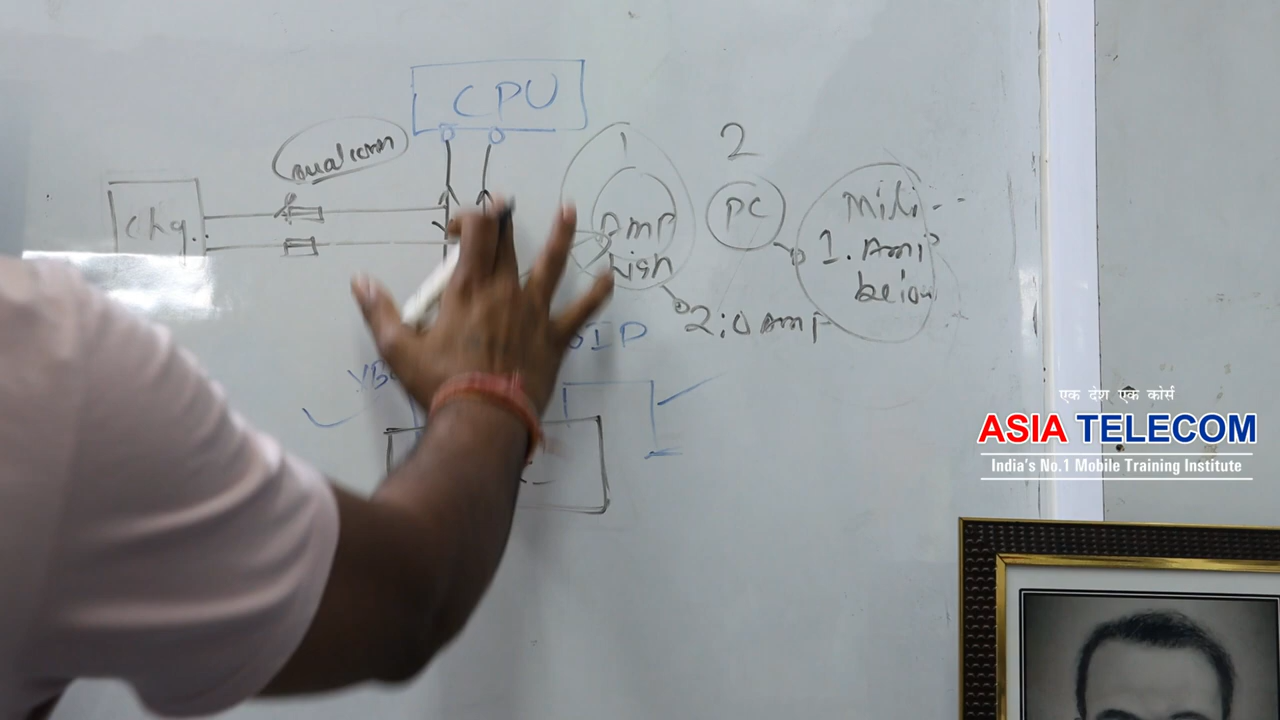 CPU
Qualcomm
1
2
Chg.
Amp
High
PC
Mili--
1. Amp
below
2:0 Amp
VB
एक देश एक कोर्स
ASIA TELECOM
India's No.1 Mobile Training Institute